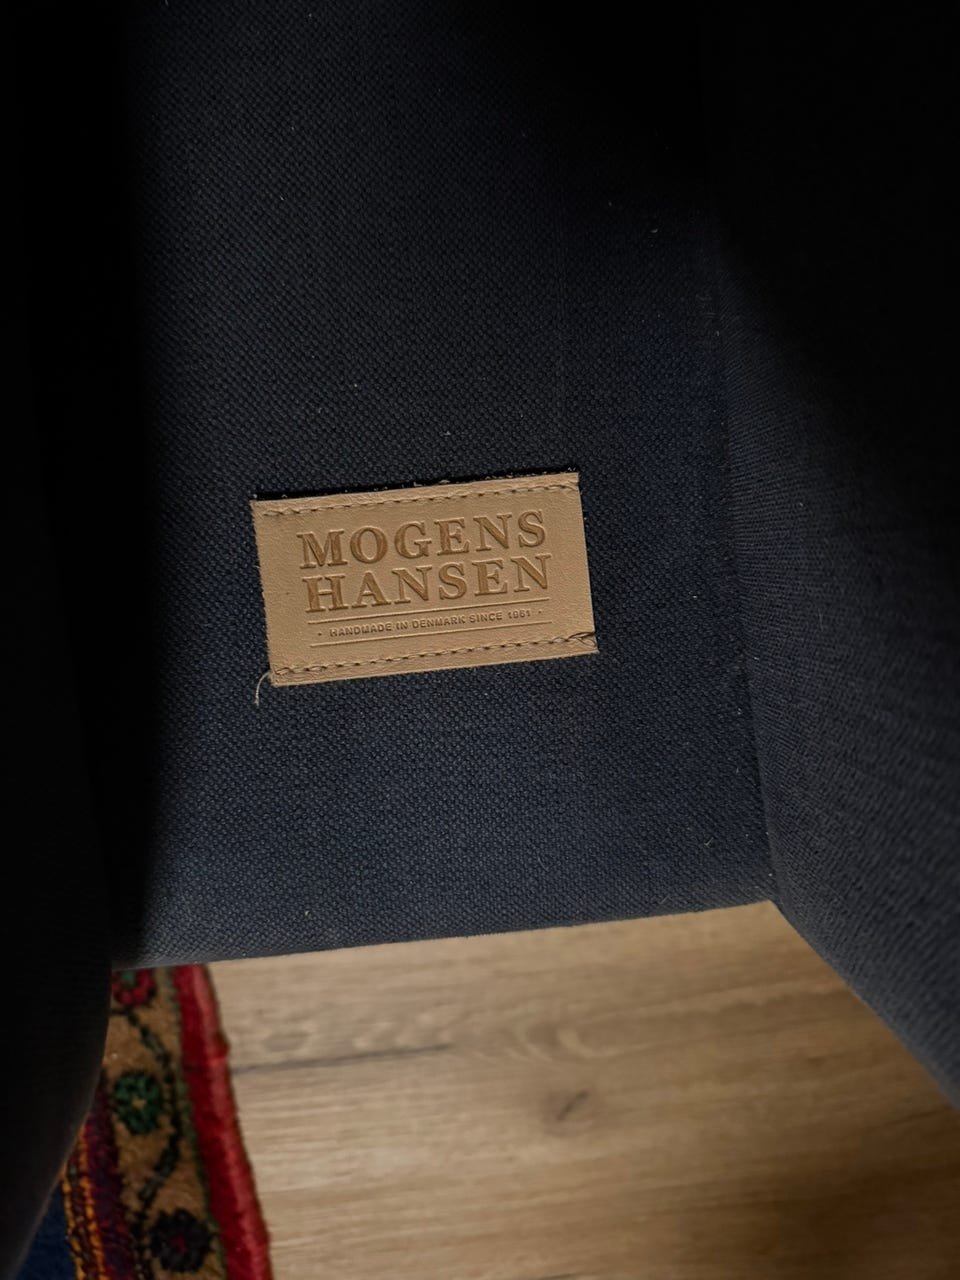 MOGENS
HANSEN
• HANDMADE IN DENMARK SINCE 1961 •